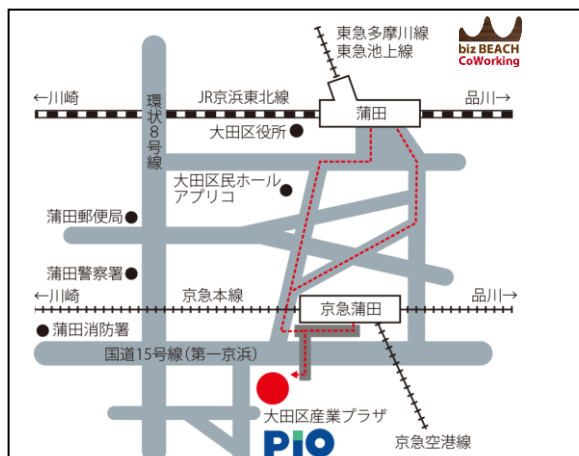 東急多摩川線
東急池上線
biz BEACH
CoWorking
←川崎
JR京浜東北線
蒲田
品川→
環状8号線
大田区役所
大田区民ホール
アプリコ
蒲田郵便局
蒲田警察署
←川崎
京急本線
京急蒲田
品川→
蒲田消防署
国道15号線(第一京浜)
大田区産業プラザ
PiO
京急空港線